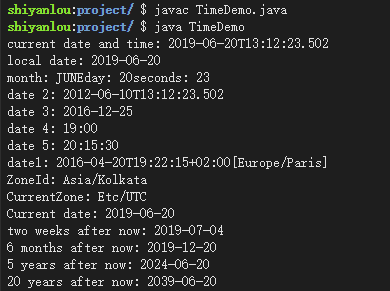 shiyanlou:project/ $ javac TimeDemo.java
shiyanlou:project/ $ java TimeDemo
current date and time: 2019-06-20T13:12:23.502
local date: 2019-06-20
month: JUNEday: 20seconds: 23
date 2: 2012-06-10T13:12:23.502
date 3: 2016-12-25
date 4: 19:00
date 5: 20:15:30
date1: 2016-04-20T19:22:15+02:00[Europe/Paris]
ZoneId: Asia/Kolkata
CurrentZone: Etc/UTC
Current date: 2019-06-20
two weeks after now: 2019-07-04
6 months after now: 2019-12-20
5 years after now: 2024-06-20
20 years after now: 2039-06-20